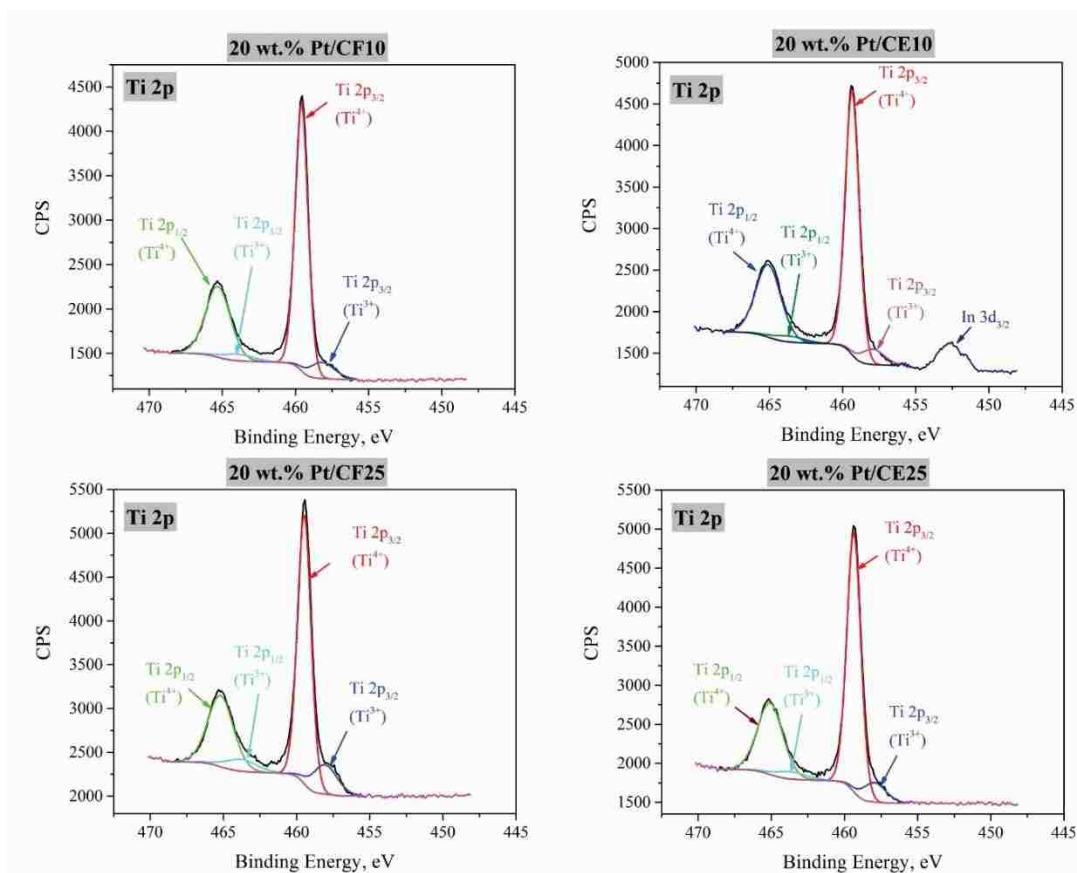 20 wt.% Pt/CF10
Ti 2p
Ti 2p3/2
(Ti4+)
Ti 2p1/2
(Ti4+)
Ti 2p1/2
(Ti3+)
Ti 2p3/2
(Ti3+)
4500
4000
3500
3000
2500
2000
1500
CPS
470 465 460 455 450 445
Binding Energy, eV
20 wt.% Pt/CE10
Ti 2p
Ti 2p3/2
(Ti4+)
Ti 2p1/2
(Ti4+)
Ti 2p1/2
(Ti3+)
Ti 2p3/2
(Ti3+)
In 3d3/2
5000
4500
4000
3500
3000
2500
2000
1500
1000
CPS
470 465 460 455 450 445
Binding Energy, eV
20 wt.% Pt/CF25
Ti 2p
Ti 2p3/2
(Ti4+)
Ti 2p1/2
(Ti4+)
Ti 2p1/2
(Ti3+)
Ti 2p3/2
(Ti3+)
5500
5000
4500
4000
3500
3000
2500
2000
CPS
470 465 460 455 450 445
Binding Energy, eV
20 wt.% Pt/CE25
Ti 2p
Ti 2p3/2
(Ti4+)
Ti 2p1/2
(Ti4+)
Ti 2p1/2
(Ti3+)
Ti 2p3/2
(Ti3+)
5500
5000
4500
4000
3500
3000
2500
2000
1500
CPS
470 465 460 455 450 445
Binding Energy, eV